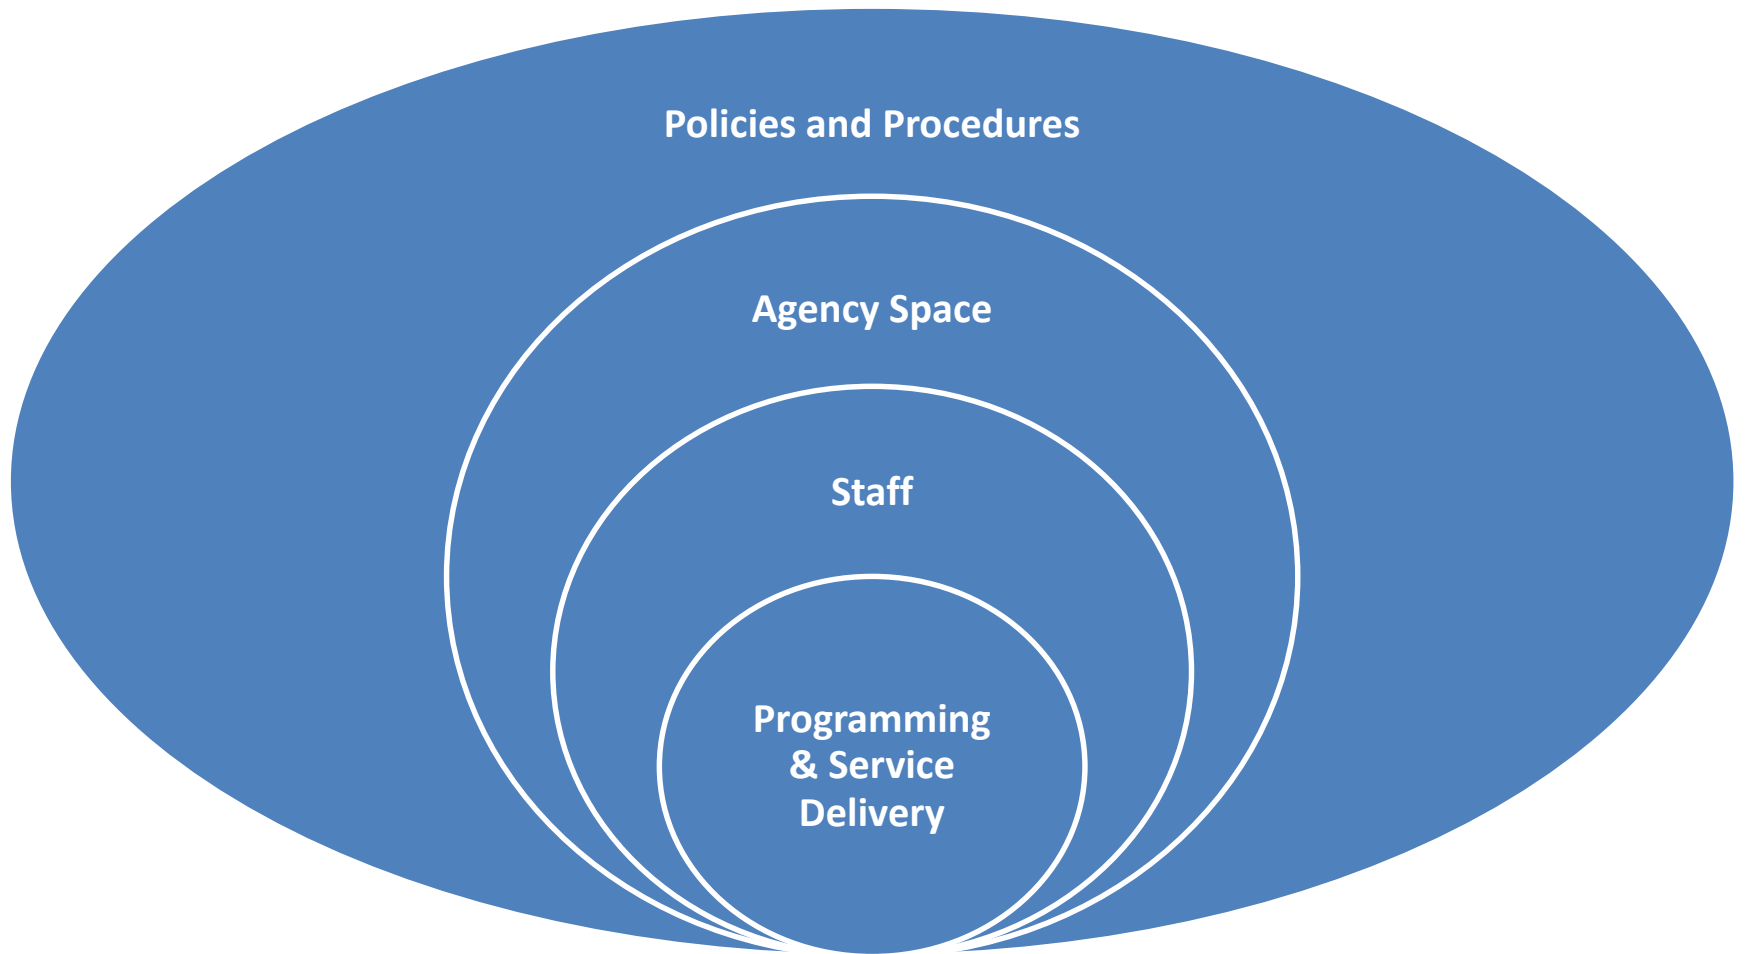 Policies and Procedures
Agency Space
Staff
Programming
& Service
Delivery